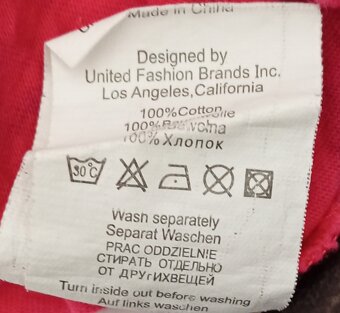 Made in China
Designed by
United Fashion Brands Inc.
Los Angeles,California
100%Cotton
100%
100% Хлопок
30°C
Wash separately
Separat Waschen
PRAC ODDZIELNIE
СТИРАТЬ ОТДЕЛЬНО
ОТ ДРУГИХВЕЩЕЙ
Turn inside out before washing
Auf links waschen